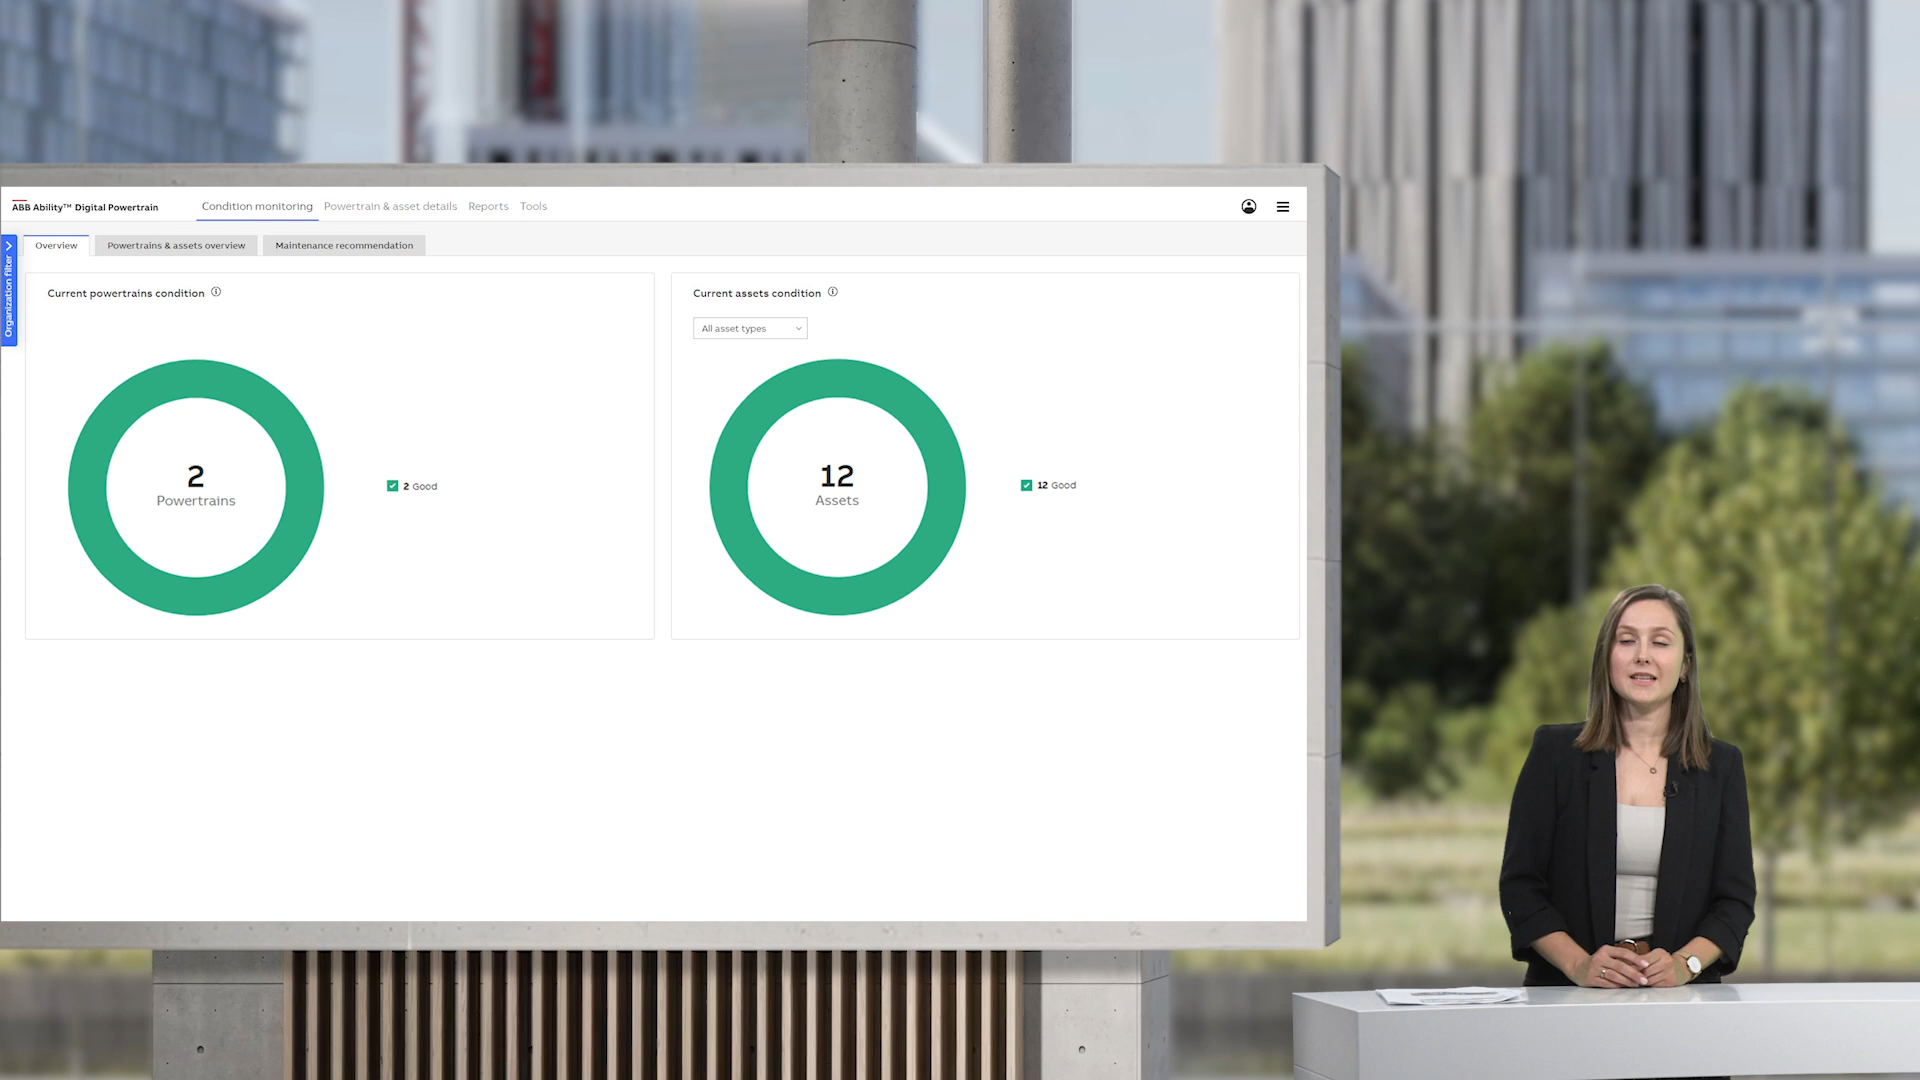 ABB Ability™ Digital Powertrain
Condition monitoring
Powertrain & asset details
Reports
Tools
Organization filter
Overview
Powertrains & assets overview
Maintenance recommendation
Current powertrains condition
2
Powertrains
2 Good
Current assets condition
All asset types
12
Assets
12 Good